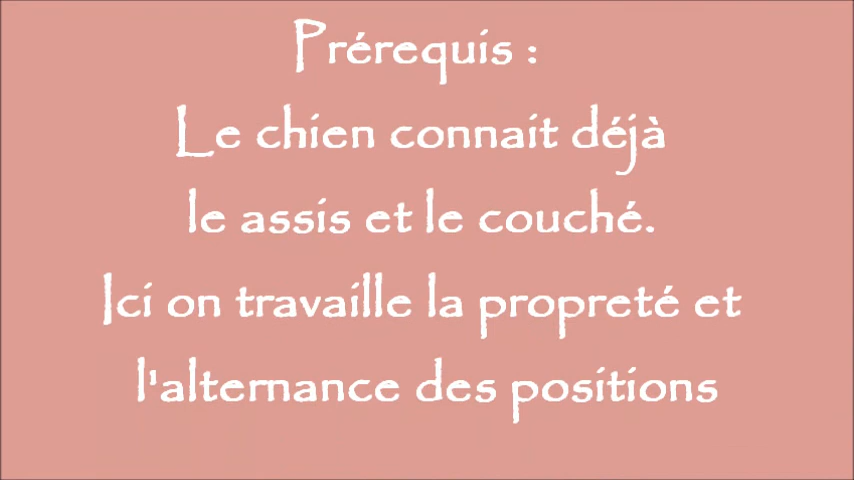 Prérequis :
Le chien connait déjà
le assis et le couché.
Ici on travaille la propreté et
l'alternance des positions